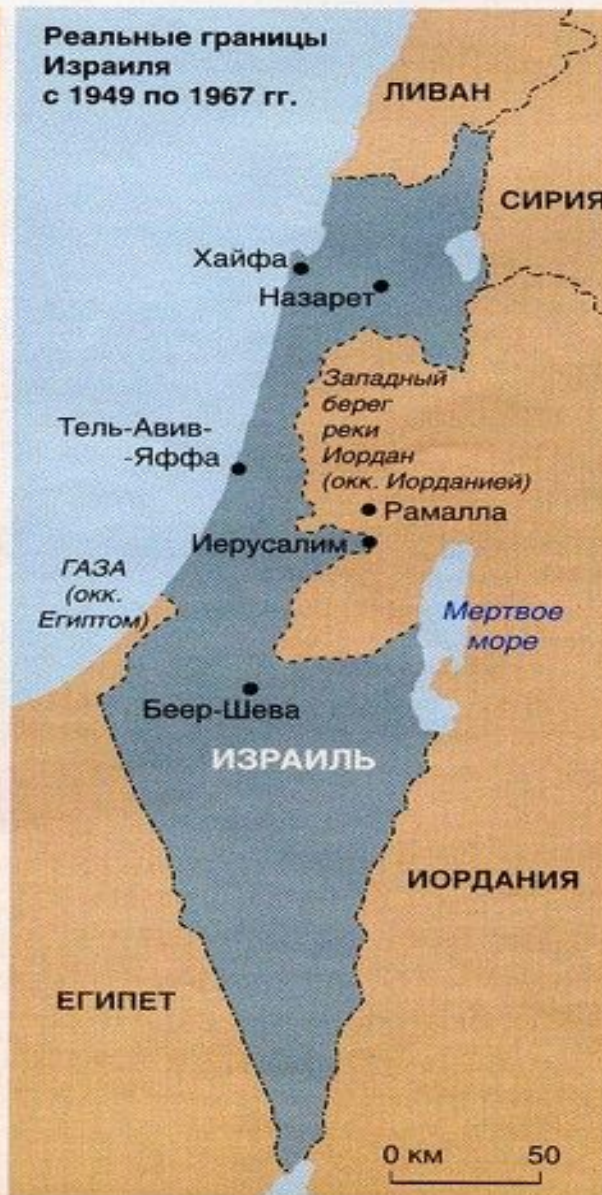 Реальные границы
Израиля
с 1949 по 1967 гг.
ЛИВАН
СИРИЯ
Хайфа
Назарет
Западный
берег
реки
Иордан
(окк. Иорданией)
Тель-Авив-
-Яффа
Рамалла
Иерусалим
ГАЗА
(окк.
Египтом)
Мертвое
море
Беер-Шева
ИЗРАИЛЬ
ИОРДАНИЯ
ЕГИПЕТ
0 км 50